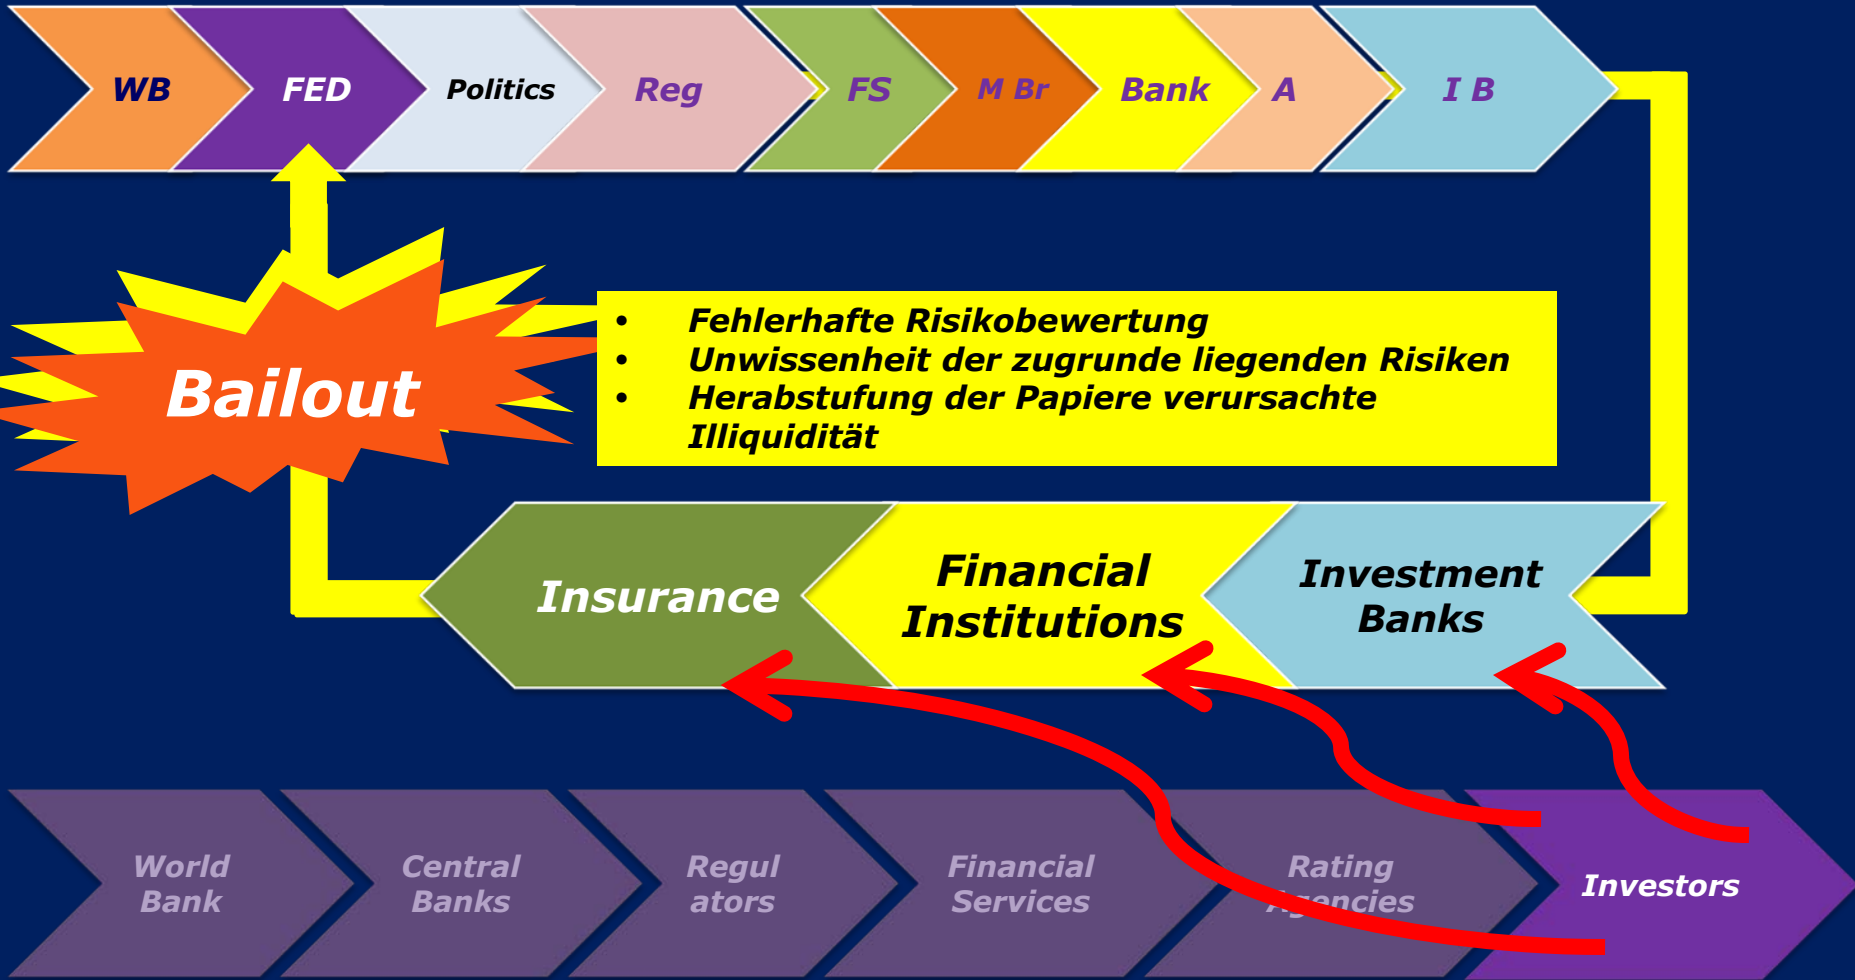 WB FED Politics Reg FS M Br Bank A I B
Bailout
• Fehlerhafte Risikobewertung
• Unwissenheit der zugrunde liegenden Risiken
• Herabstufung der Papiere verursachte
Illiquidität
Insurance
Financial
Institutions
Investment
Banks
World
Bank
Central
Banks
Regul
ators
Financial
Services
Rating
Agencies
Investors